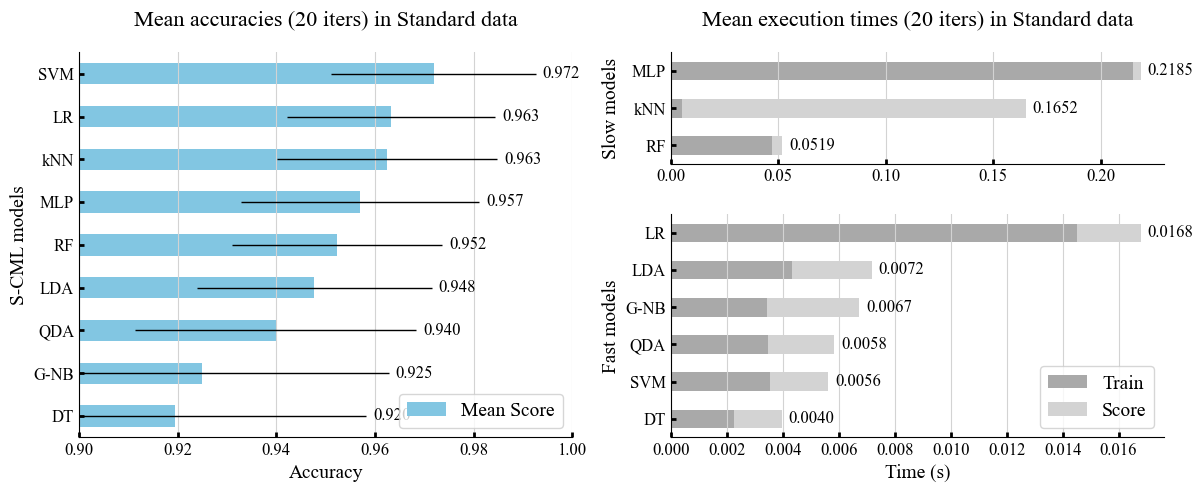 Mean accuracies (20 iters) in Standard data
S-CML models
SVM 0.972
LR 0.963
kNN 0.963
MLP 0.957
RF 0.952
LDA 0.948
QDA 0.940
G-NB 0.925
DT 0.920
Mean Score
0.90 0.92 0.94 0.96 0.98 1.00
Accuracy
Mean execution times (20 iters) in Standard data
Slow models
MLP 0.2185
kNN 0.1652
RF 0.0519
0.00 0.05 0.10 0.15 0.20
Fast models
LR 0.0168
LDA 0.0072
G-NB 0.0067
QDA 0.0058
SVM 0.0056
DT 0.0040
Train
Score
0.000 0.002 0.004 0.006 0.008 0.010 0.012 0.014 0.016
Time (s)